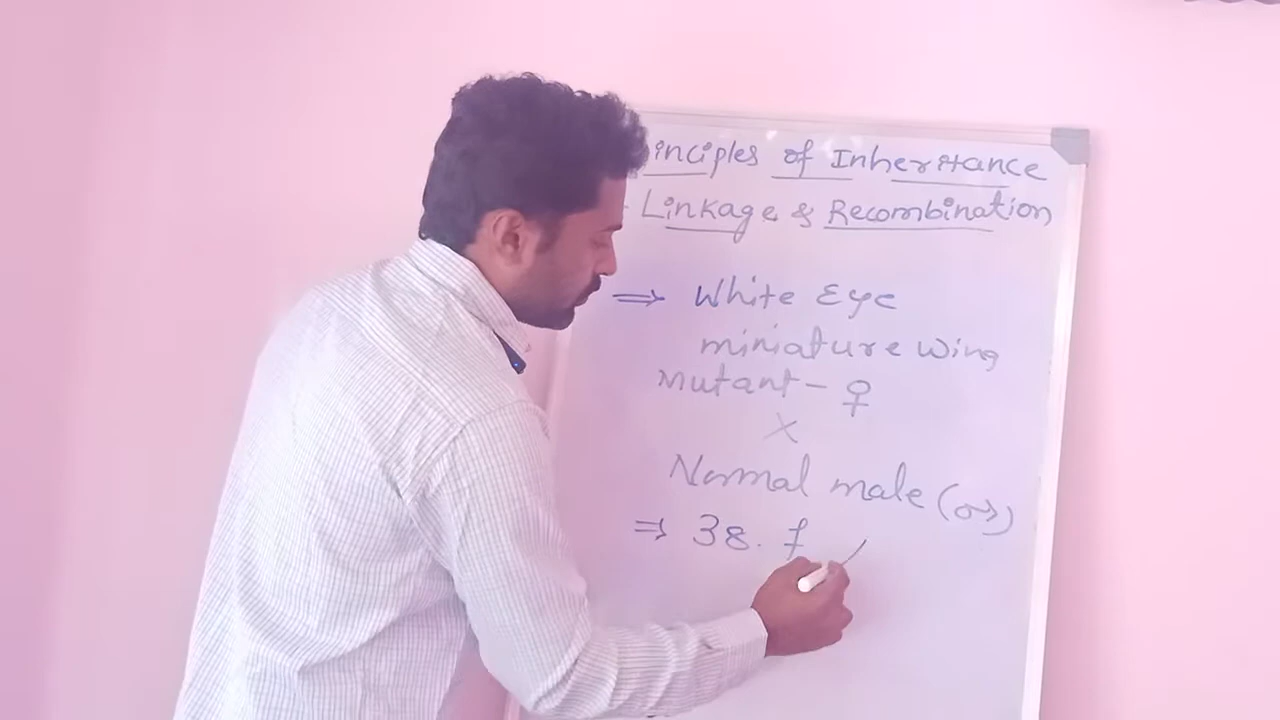 inciples of Inheritance
Linkage & Recombination
⇒ White Eye
miniature wing
Mutant - ♀
×
Normal male (♂)
⇒ 38. f